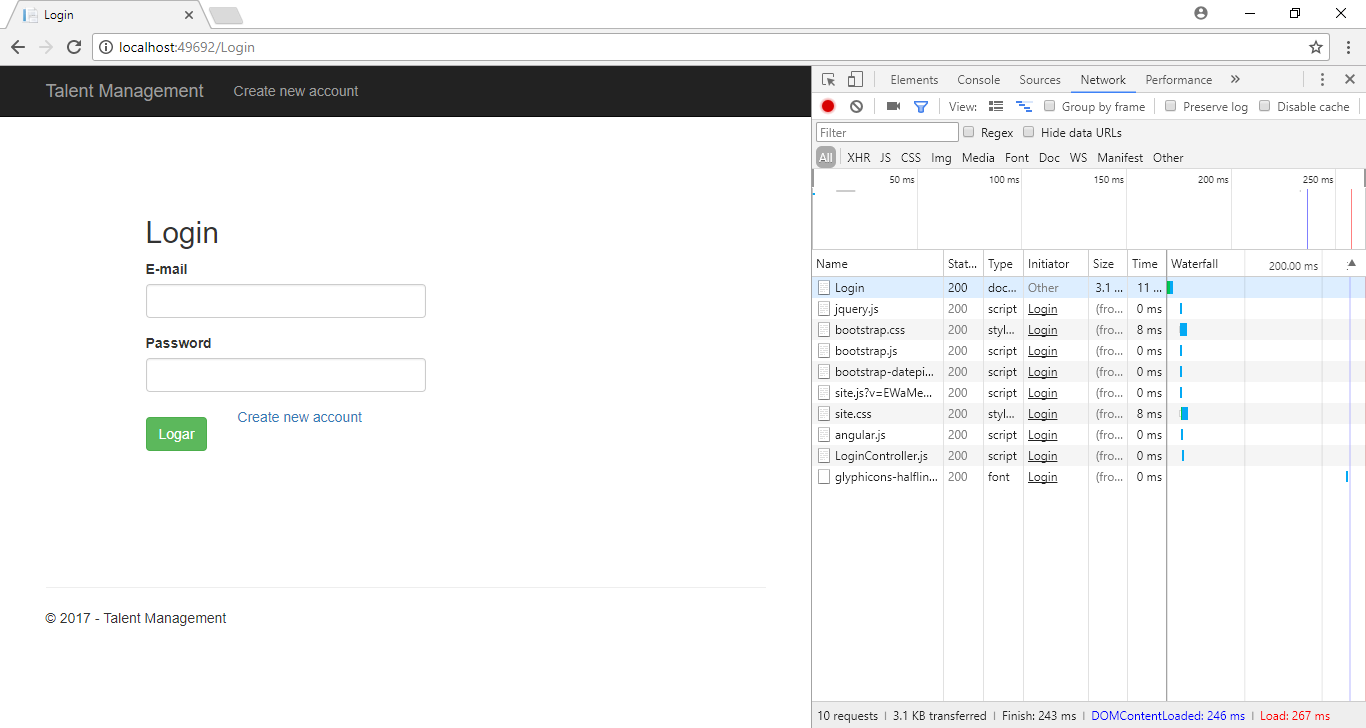 Login
localhost:49692/Login
Talent Management Create new account
Login
E-mail
Password
Logar Create new account
© 2017 - Talent Management
Elements Console Sources Network Performance »
View: Group by frame Preserve log Disable cache
Filter Regex Hide data URLs
All XHR JS CSS Img Media Font Doc WS Manifest Other
50 ms 100 ms 150 ms 200 ms 250 ms
Name Stat... Type Initiator Size Time Waterfall 200.00 ms
Login 200 doc... Other 3.1 ... 11 ...
jquery.js 200 script Login (fro... 0 ms
bootstrap.css 200 styl... Login (fro... 8 ms
bootstrap.js 200 script Login (fro... 0 ms
bootstrap-datepi... 200 script Login (fro... 0 ms
site.js?v=EWaMe... 200 script Login (fro... 0 ms
site.css 200 styl... Login (fro... 8 ms
angular.js 200 script Login (fro... 0 ms
LoginController.js 200 script Login (fro... 0 ms
glyphicons-halflin... 200 font Login (fro... 0 ms
10 requests | 3.1 KB transferred | Finish: 243 ms | DOMContentLoaded: 246 ms | Load: 267 ms